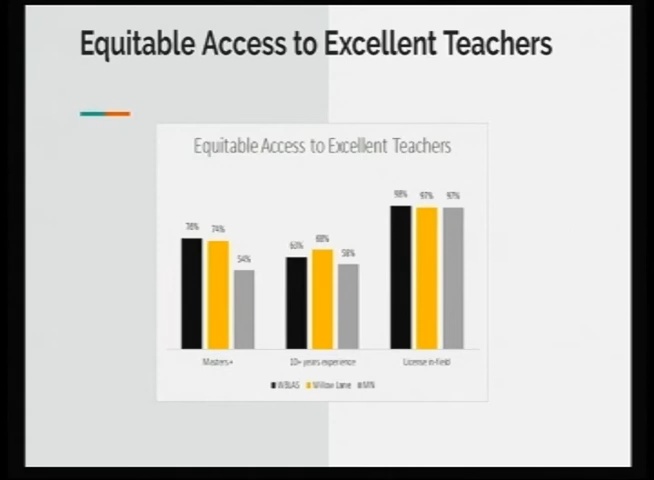 Equitable Access to Excellent Teachers
Equitable Access to Excellent Teachers
98% 97% 97%
76% 74%
54%
63% 68% 58%
Masters+ 10+ years experience License in-field
WBLAS Willow Lane MN